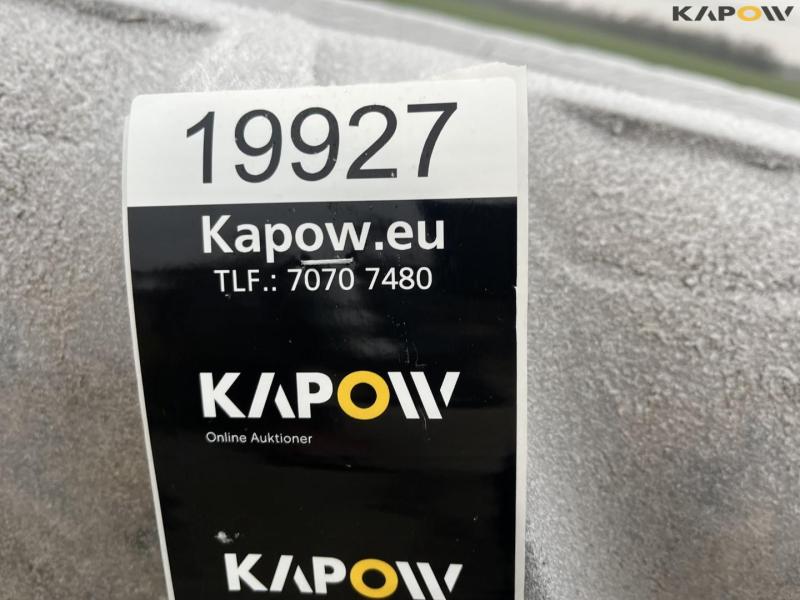 KAPOW
19927
Kapow.eu
TLF.: 7070 7480
KAPOW
Online Auktioner
KAPOW